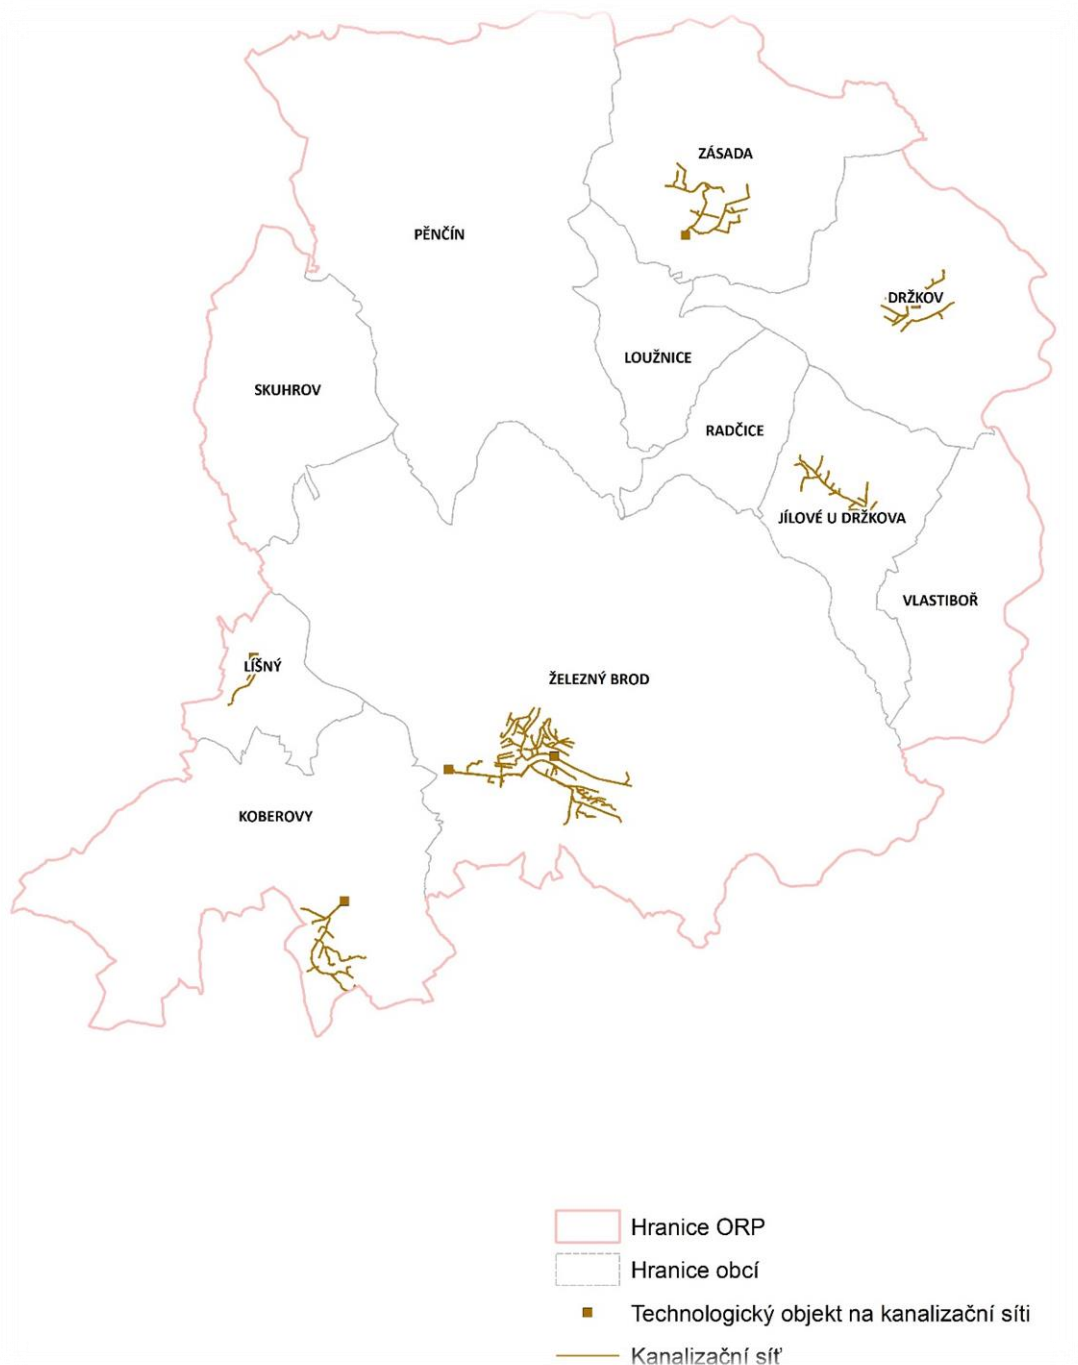 ZÁSADA
PĚNČÍN
DRŽKOV
LOUŽNICE
SKUHROV
RADČICE
JÍLOVÉ U DRŽKOVA
VLASTIBOŘ
LÍŠNÝ
ŽELEZNÝ BROD
KOBEROVY
Hranice ORP
Hranice obcí
Technologický objekt na kanalizační síti
Kanalizační síť